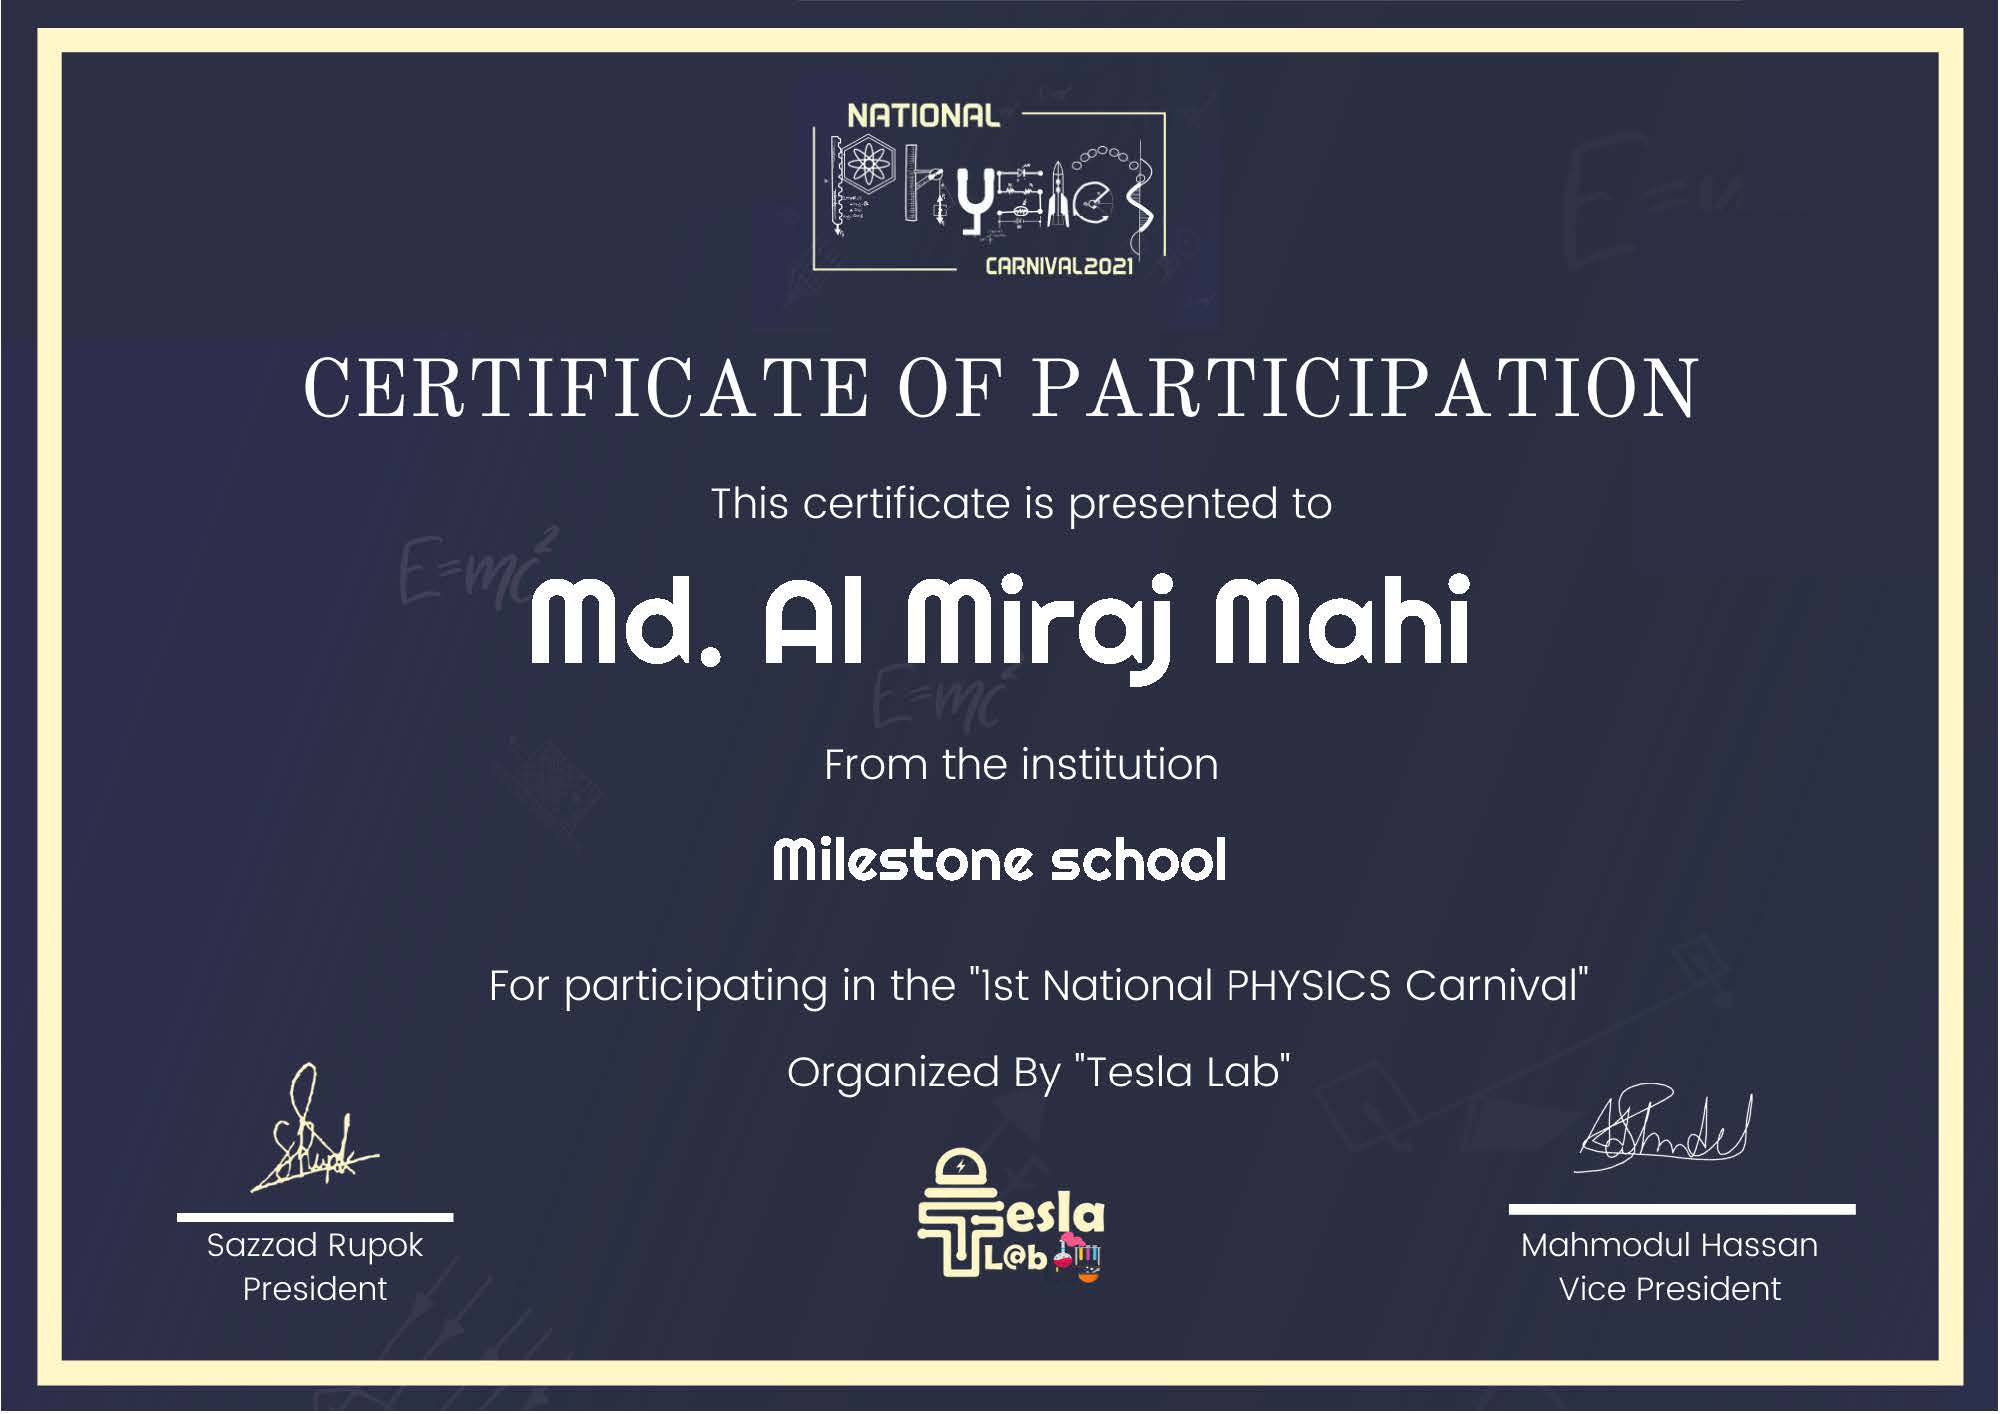 NATIONAL
Physics
CARNIVAL2021
CERTIFICATE OF PARTICIPATION
This certificate is presented to
E=mc²
Md. Al Miraj Mahi
E=mc²
From the institution
Milestone school
For participating in the "1st National PHYSICS Carnival"
Organized By "Tesla Lab"
Tesla
L@b
Sazzad Rupok
President
Mahmodul Hassan
Vice President